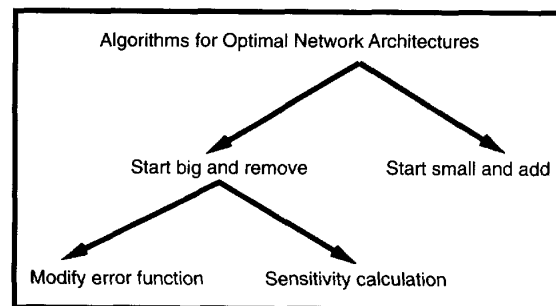 Algorithms for Optimal Network Architectures
Start big and remove
Start small and add
Modify error function
Sensitivity calculation